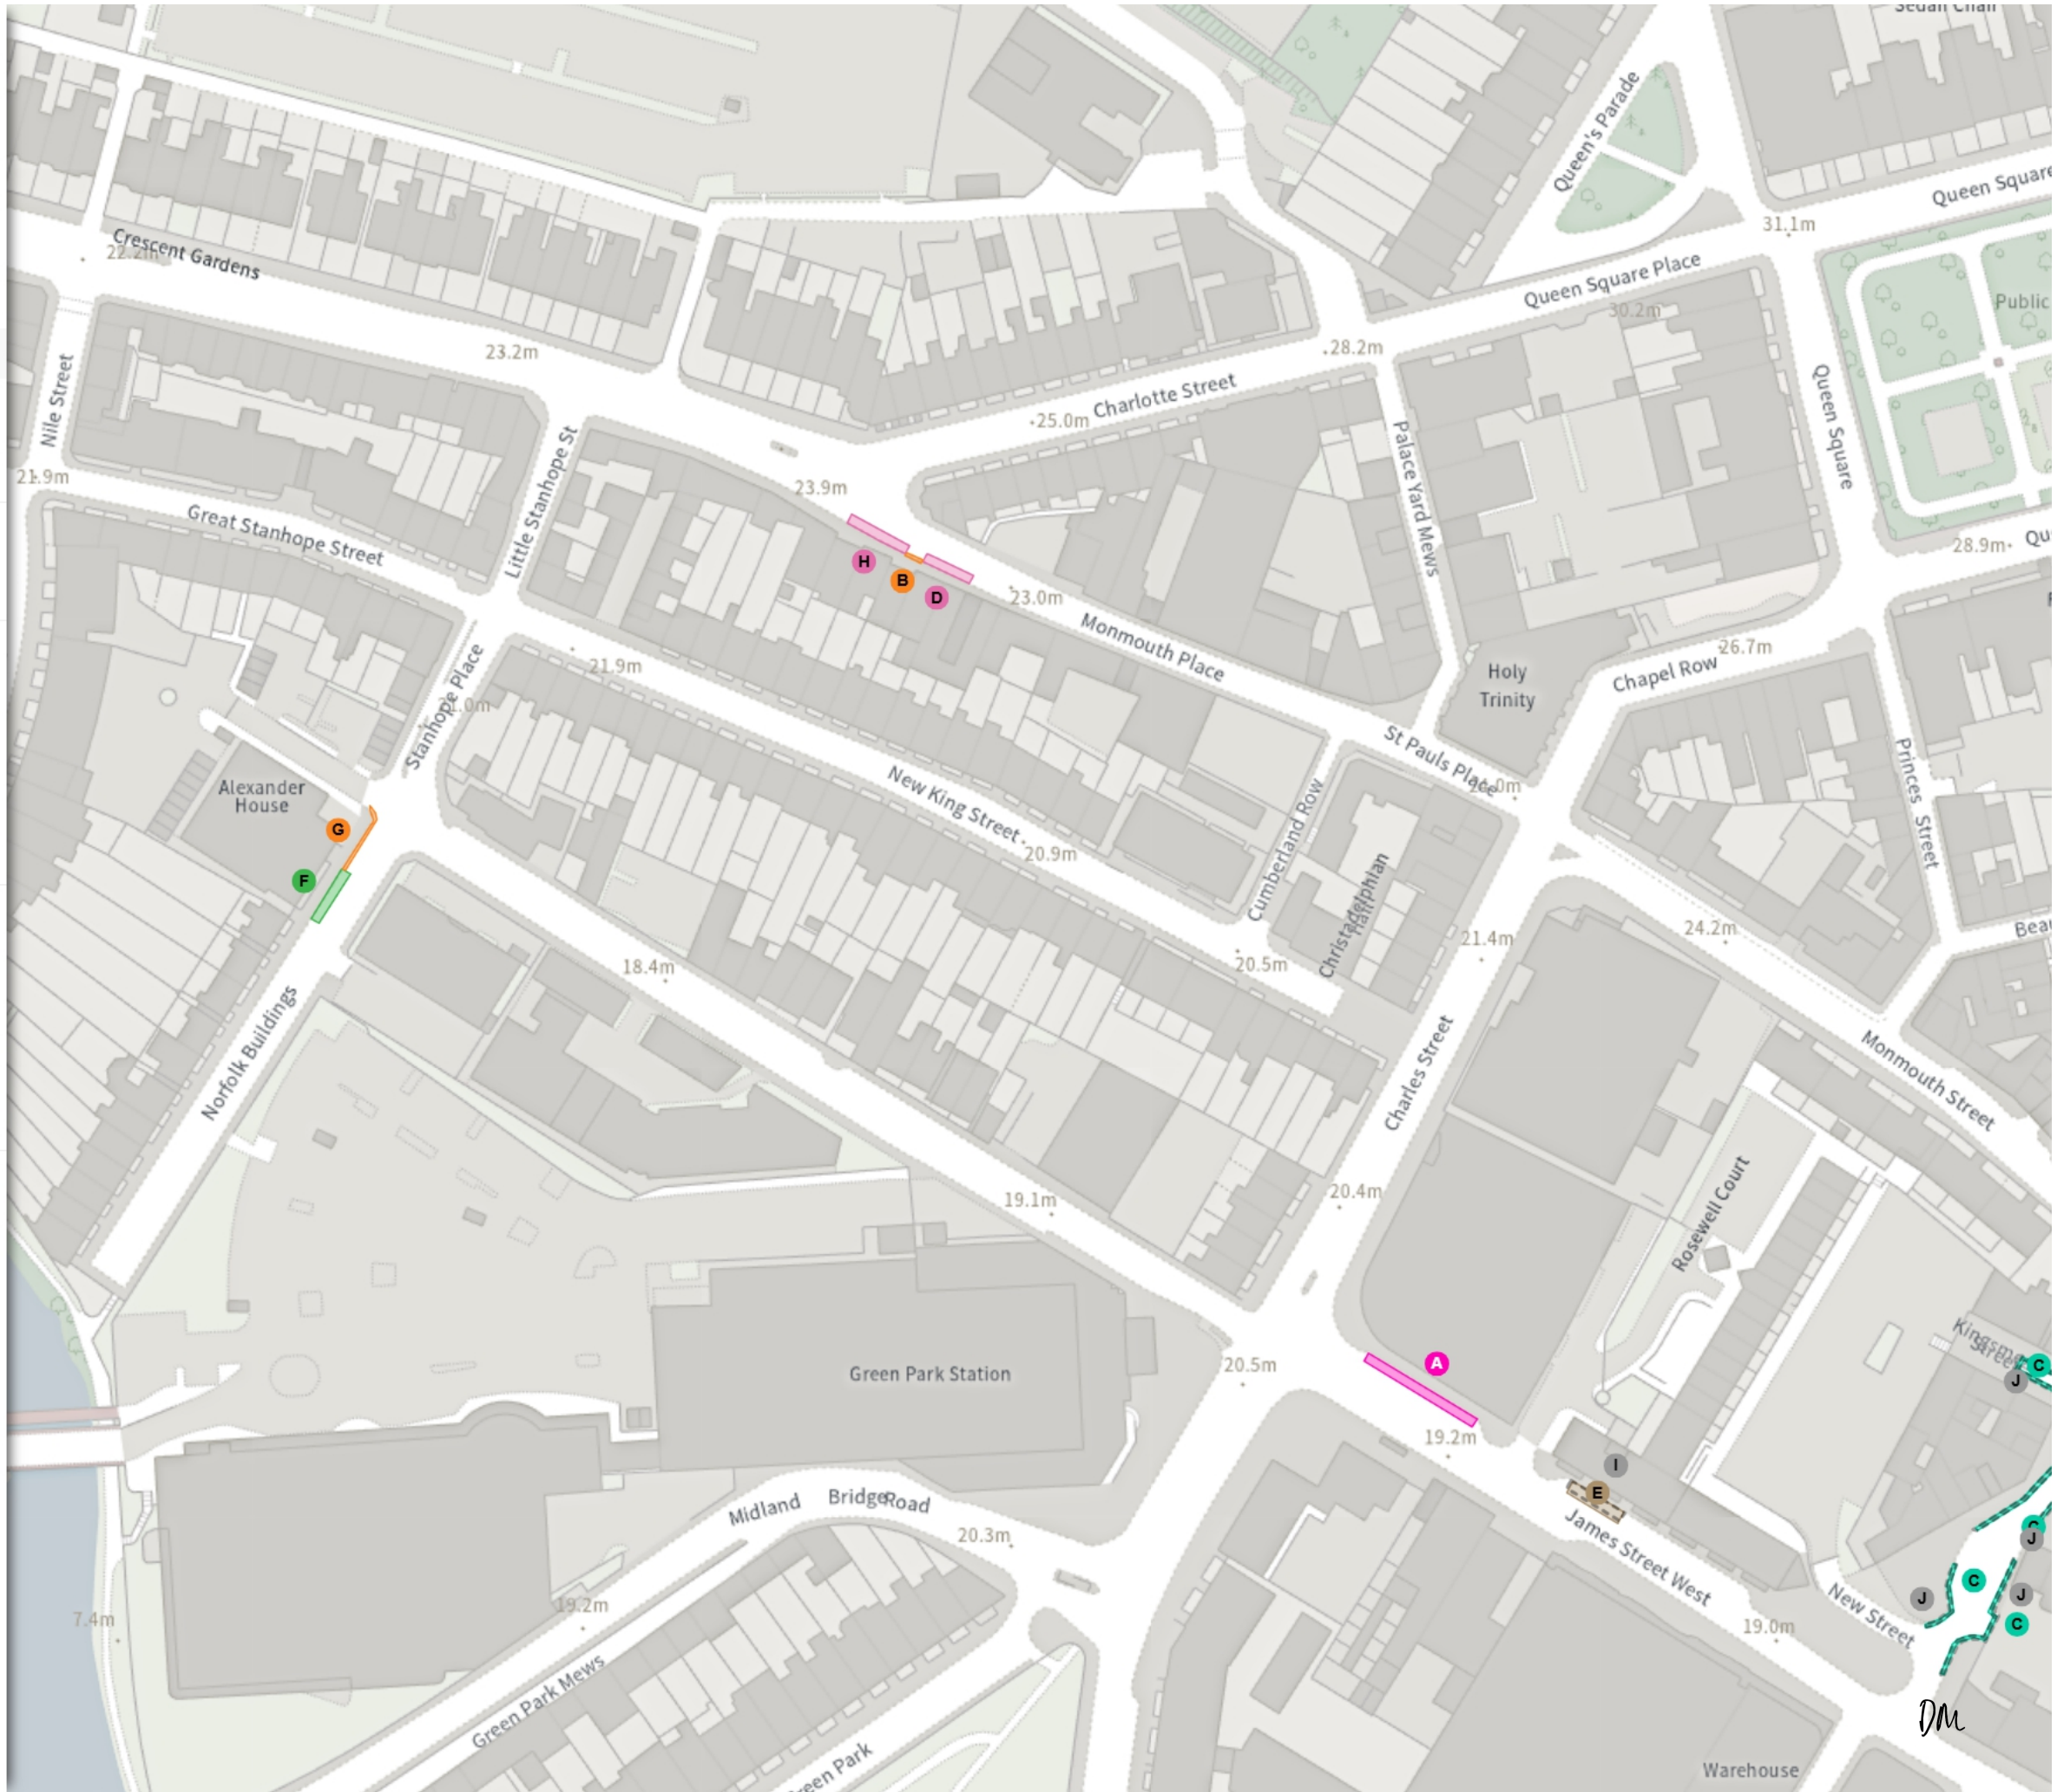 Sedan Chair
Queen's Parade
Queen Square
31.1m
Crescent Gardens
22.2m
Queen Square Place
30.2m
Public
23.2m
28.2m
Charlotte Street
25.0m
Queen Square
Nile Street
21.9m
Little Stanhope St
Palace Yard Mews
23.9m
Great Stanhope Street
28.9m
Qu
H
B
D
23.0m
Monmouth Place
21.9m
Holy
Trinity
26.7m
Chapel Row
Stanhope Place
St Pauls Place
Princes Street
Alexander
House
New King Street
20.9m
Cumberland Row
G
F
Christadelphian
Hall
21.4m
24.2m
Bea
20.5m
18.4m
Norfolk Buildings
Charles Street
Monmouth Street
19.1m
20.4m
Rosewell Court
Green Park Station
20.5m
A
C
J
19.2m
I
E
Midland Bridge Road
20.3m
James Street West
C
J
C
J
J
C
New Street
7.4m
19.2m
19.0m
Green Park Mews
DM
Green Park
Warehouse